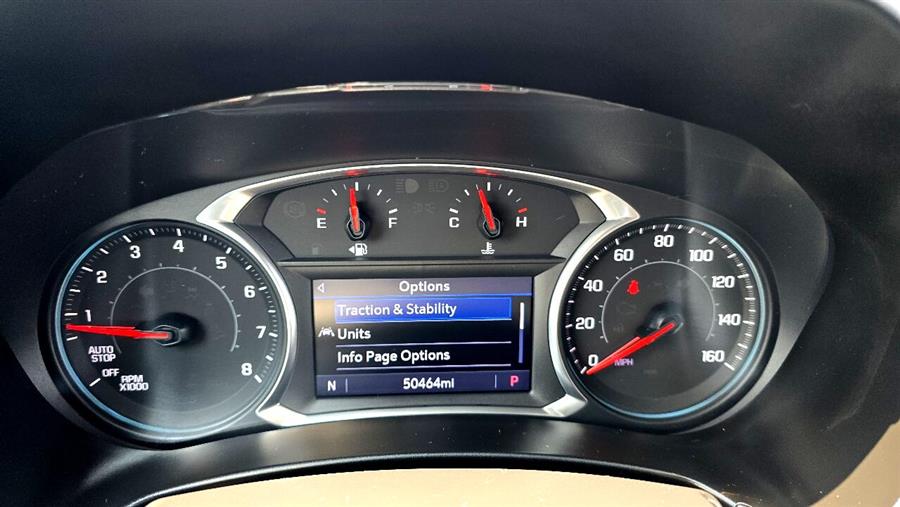 E F C H
1 2 3 4 5 6 7 8
AUTO
STOP
OFF
RPM
X1000
Options
Traction & Stability
Units
Info Page Options
N 50464mi P
0 20 40 60 80 100 120 140 160
MPH